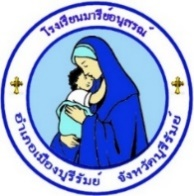 โรงเรียนมารีย์อนุสรณ์
อำเภอเมืองบุรีรัมย์ จังหวัดบุรีรัมย์